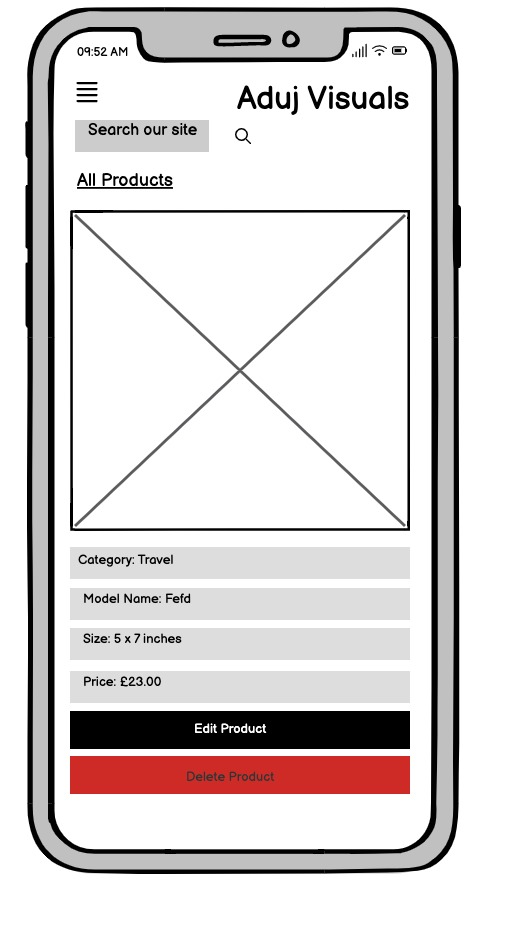 09:52 AM
Aduj Visuals
Search our site
All Products
Category: Travel
Model Name: Fefd
Size: 5 x 7 inches
Price: £23.00
Edit Product
Delete Product